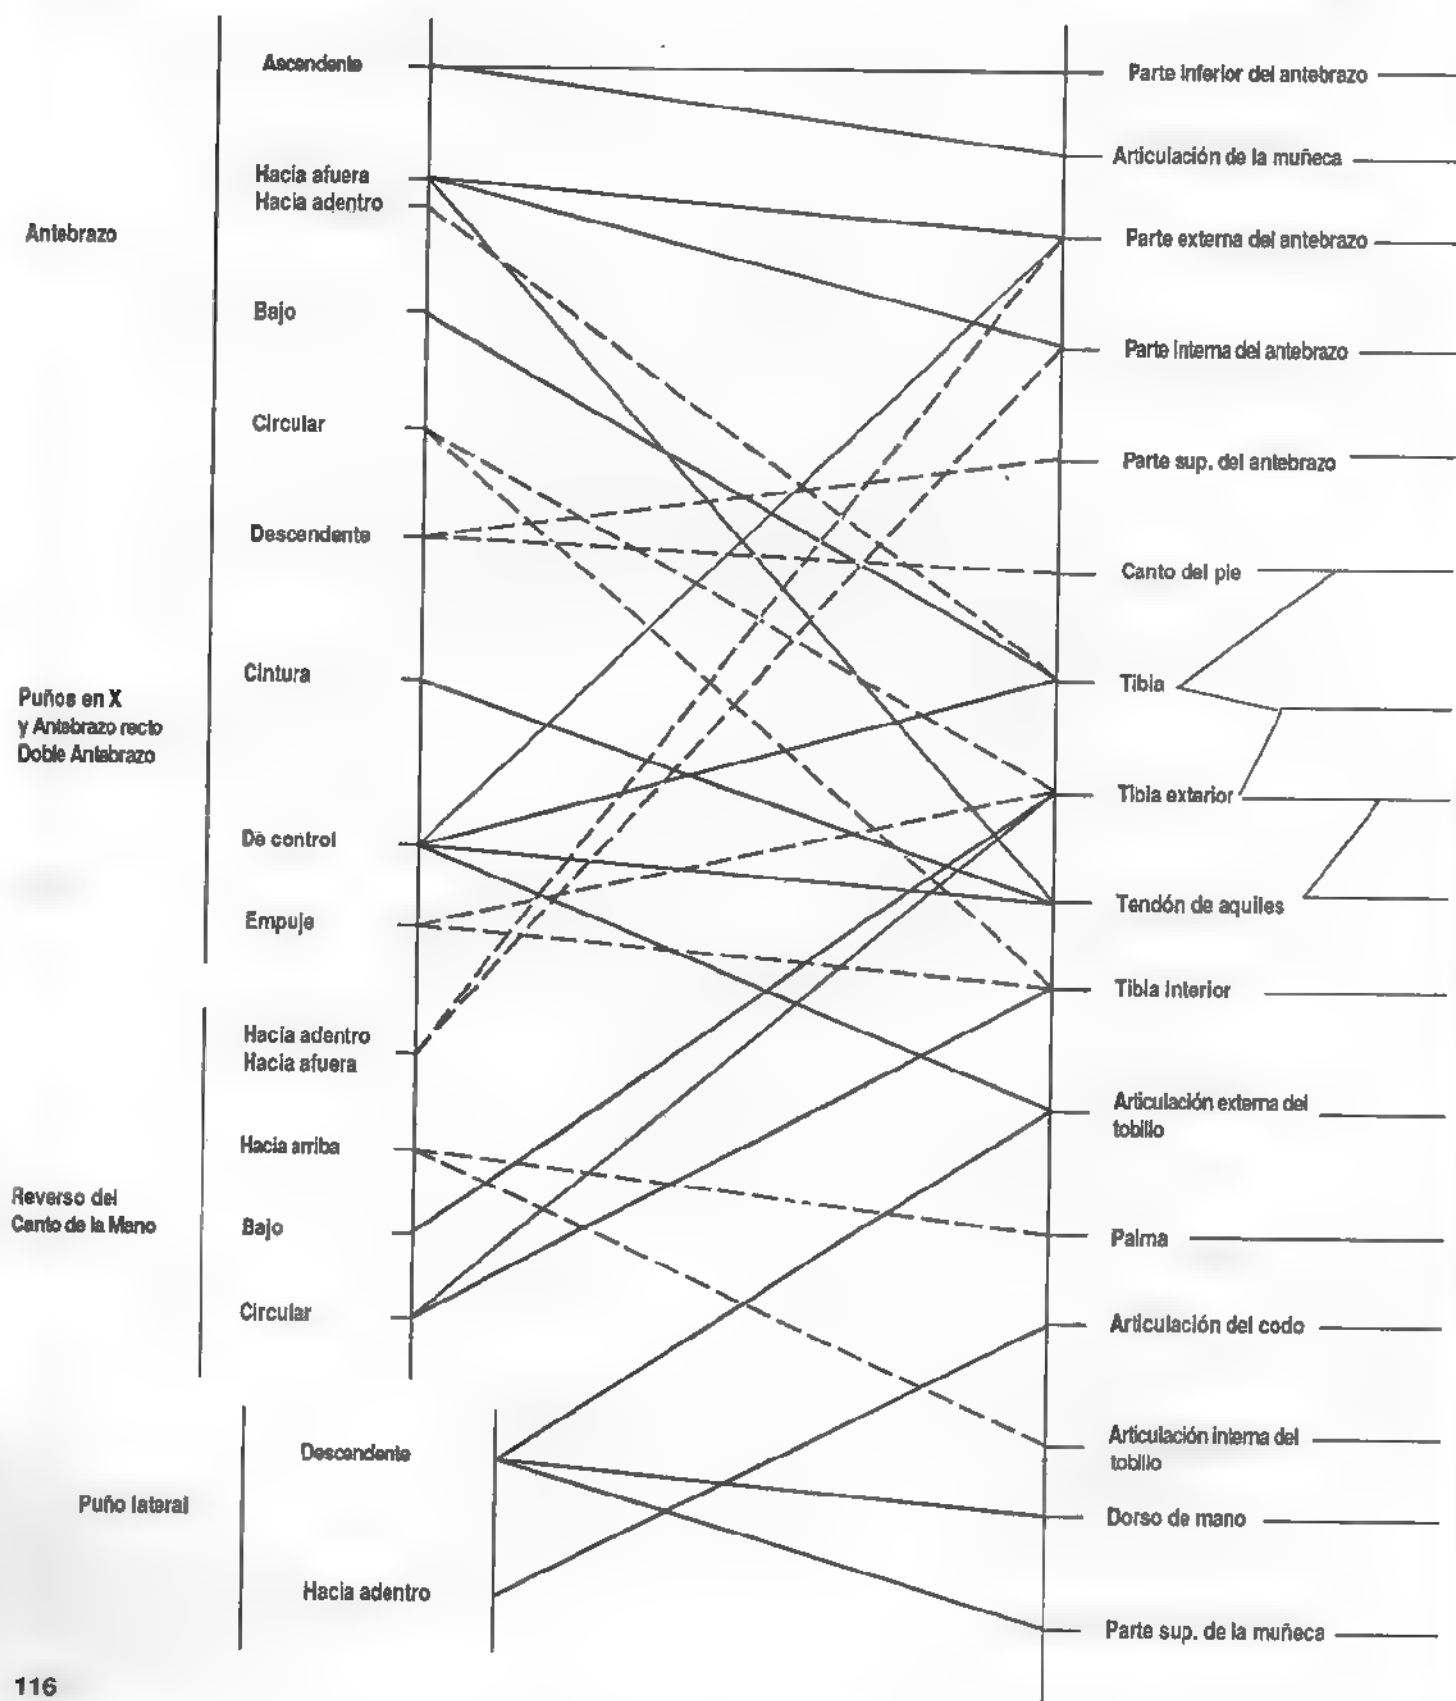 Antebrazo
Puños en X
y Antebrazo recto
Doble Antebrazo
Reverso del
Canto de la Mano
Puño lateral
Ascendente
Hacia afuera
Hacia adentro
Bajo
Circular
Descendente
Cintura
De control
Empuje
Hacia adentro
Hacia afuera
Hacia arriba
Bajo
Circular
Descendente
Hacia adentro
Parte inferior del antebrazo
Articulación de la muñeca
Parte externa del antebrazo
Parte interna del antebrazo
Parte sup. del antebrazo
Canto del pie
Tibia
Tibia exterior
Tendón de aquiles
Tibia interior
Articulación externa del
tobillo
Palma
Articulación del codo
Articulación interna del
tobillo
Dorso de mano
Parte sup. de la muñeca
116